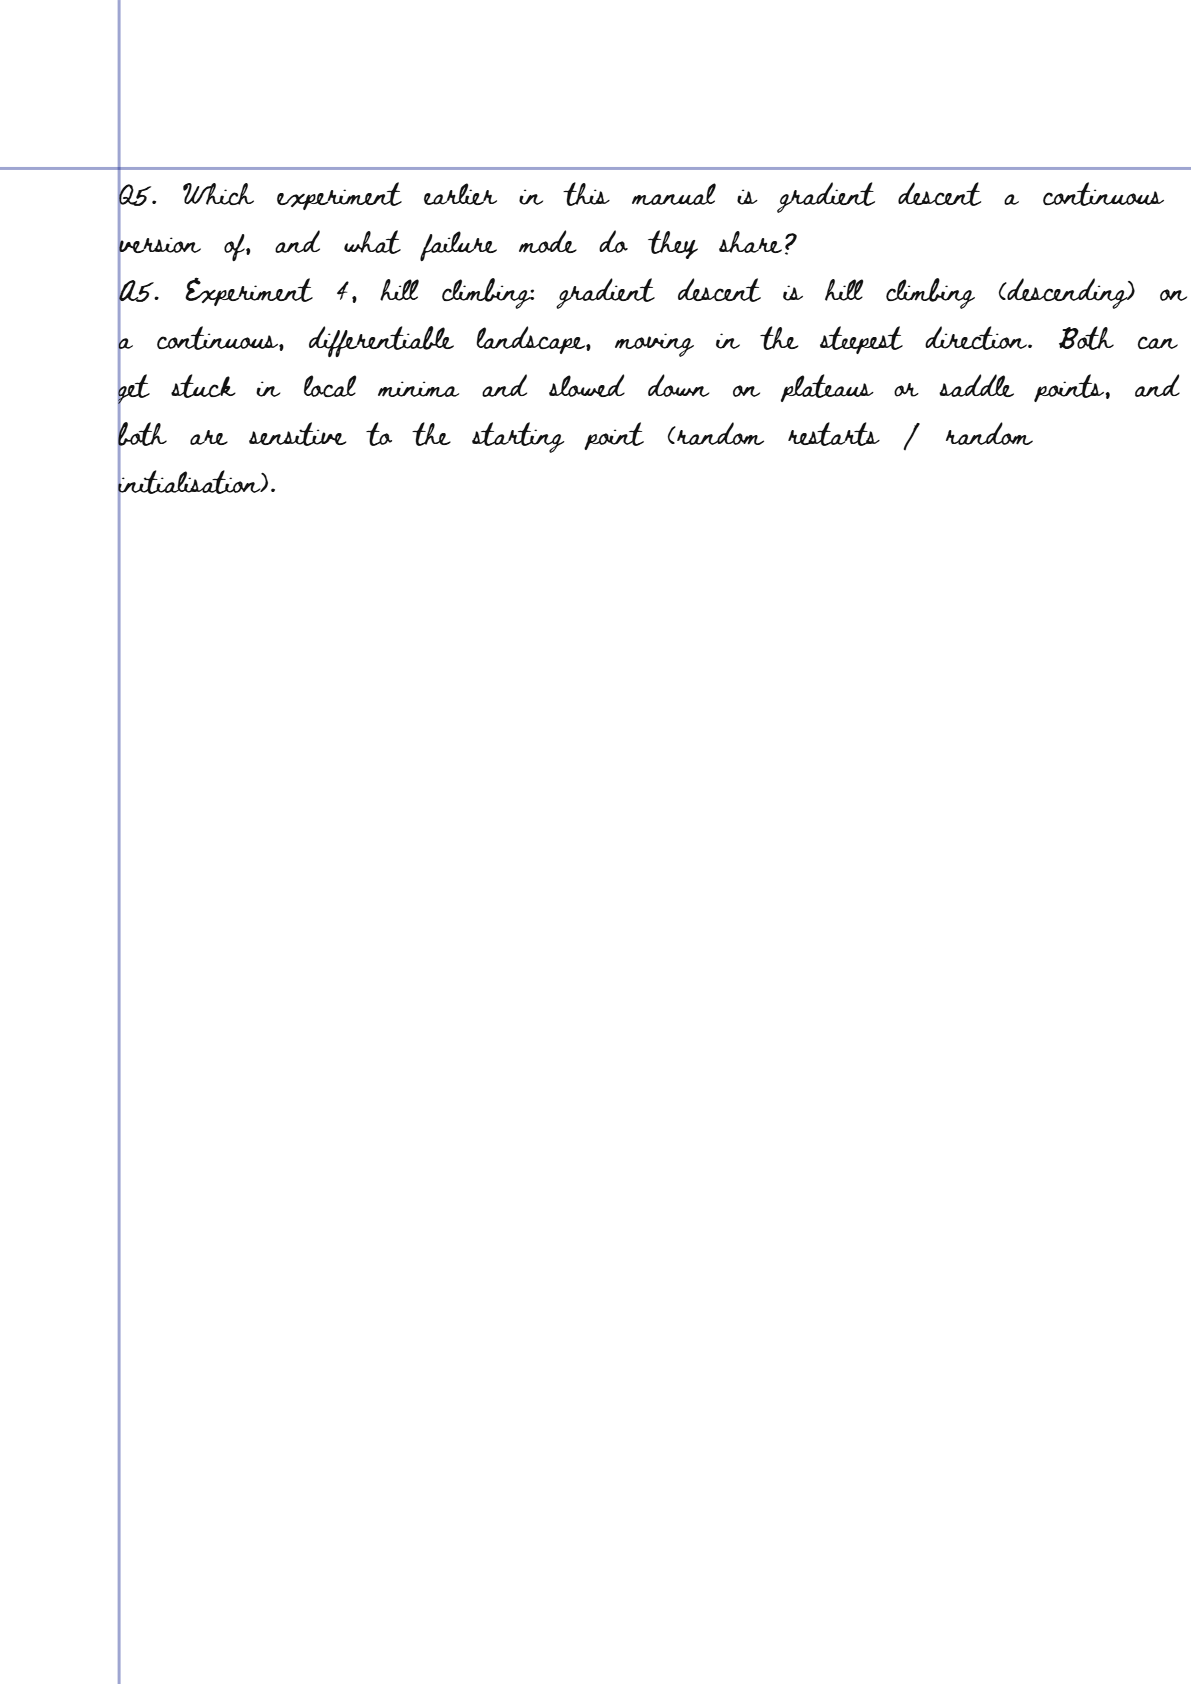 Q5. Which experiment earlier in this manual is gradient descent a continuous
version of, and what failure mode do they share?
A5. Experiment 4, hill climbing: gradient descent is hill climbing (descending) on
a continuous, differentiable landscape, moving in the steepest direction. Both can
get stuck in local minima and slowed down on plateaus or saddle points, and
both are sensitive to the starting point (random restarts / random
initialisation).